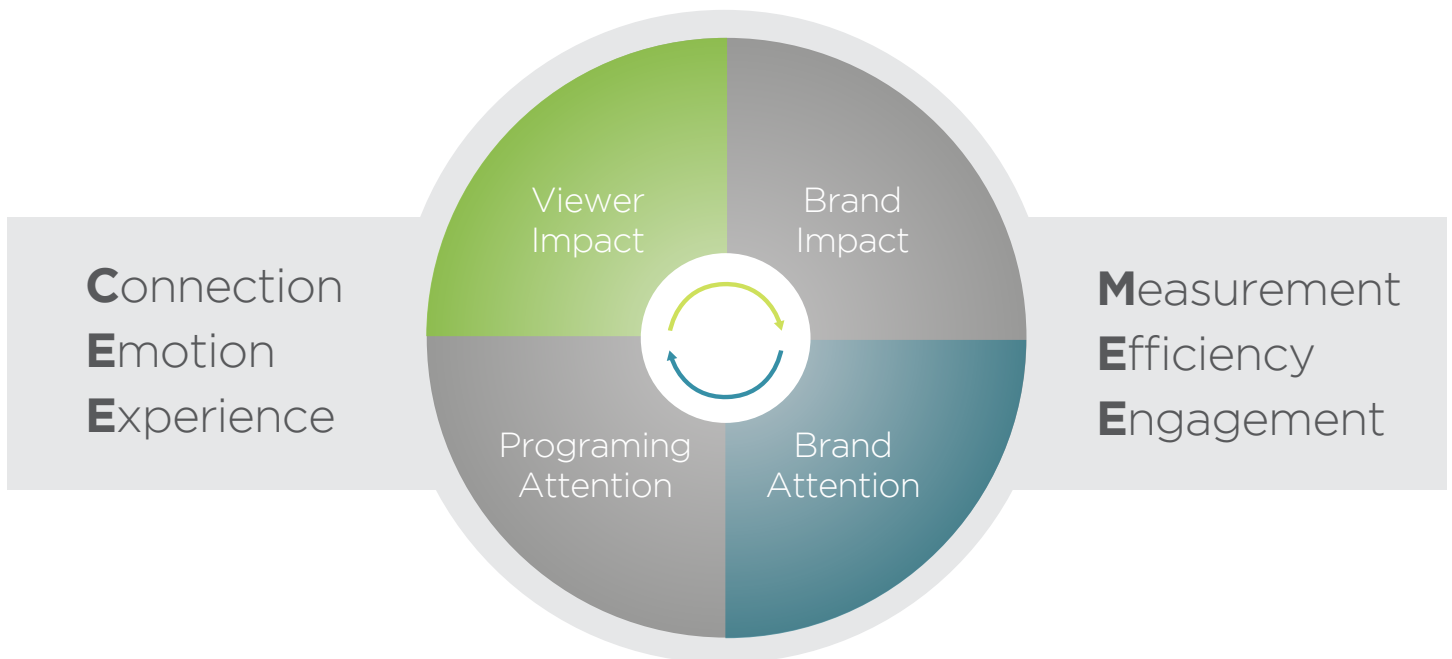 Connection
Emotion
Experience
Viewer
Impact
Brand
Impact
Programing
Attention
Brand
Attention
Measurement
Efficiency
Engagement